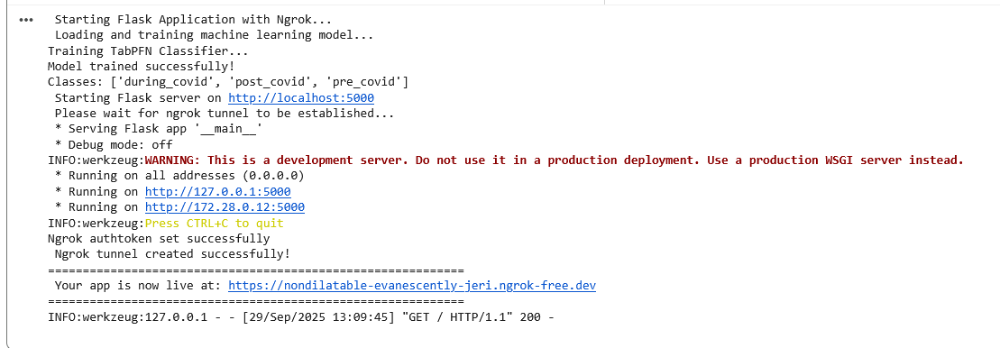 Starting Flask Application with Ngrok...
Loading and training machine learning model...
Training TabPFN Classifier...
Model trained successfully!
Classes: ['during_covid', 'post_covid', 'pre_covid']
Starting Flask server on http://localhost:5000
Please wait for ngrok tunnel to be established...
* Serving Flask app '__main__'
* Debug mode: off
INFO:werkzeug:WARNING: This is a development server. Do not use it in a production deployment. Use a production WSGI server instead.
* Running on all addresses (0.0.0.0)
* Running on http://127.0.0.1:5000
* Running on http://172.28.0.12:5000
INFO:werkzeug:Press CTRL+C to quit
Ngrok authtoken set successfully
Ngrok tunnel created successfully!
============================================================
Your app is now live at: https://nondilatable-evanescently-jeri.ngrok-free.dev
============================================================
INFO:werkzeug:127.0.0.1 - - [29/Sep/2025 13:09:45] "GET / HTTP/1.1" 200 -